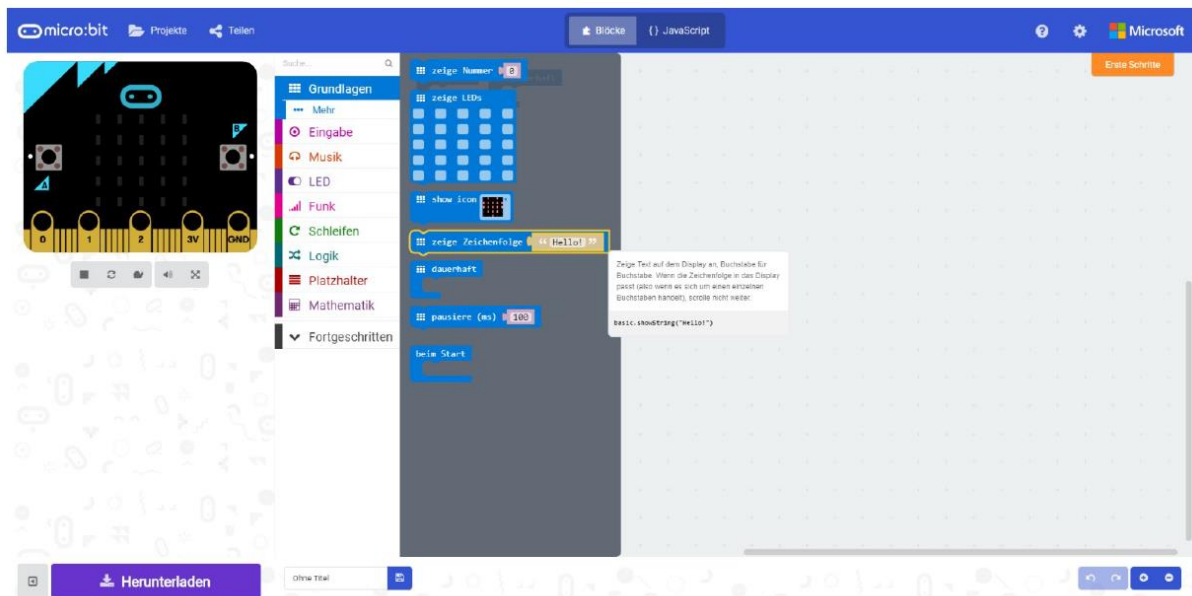 micro:bit
Projekte
Teilen
Blöcke
{} JavaScript
Microsoft
Suche...
Erste Schritte
Grundlagen
Mehr
Eingabe
Musik
LED
Funk
Schleifen
Logik
Platzhalter
Mathematik
Fortgeschritten
zeige Nummer 0
zeige LEDs
show icon
zeige Zeichenfolge " Hello! "
dauerhaft
pausiere (ms) 100
beim Start
Zeige Text auf dem Display an, Buchstabe für
Buchstabe. Wenn die Zeichenfolge in das Display
passt (also wenn es sich um einen einzelnen
Buchstaben handelt), scrolle nicht weiter.
basic.showString("Hello!")
B
A
0 1 2 3V GND
Herunterladen
Ohne Titel